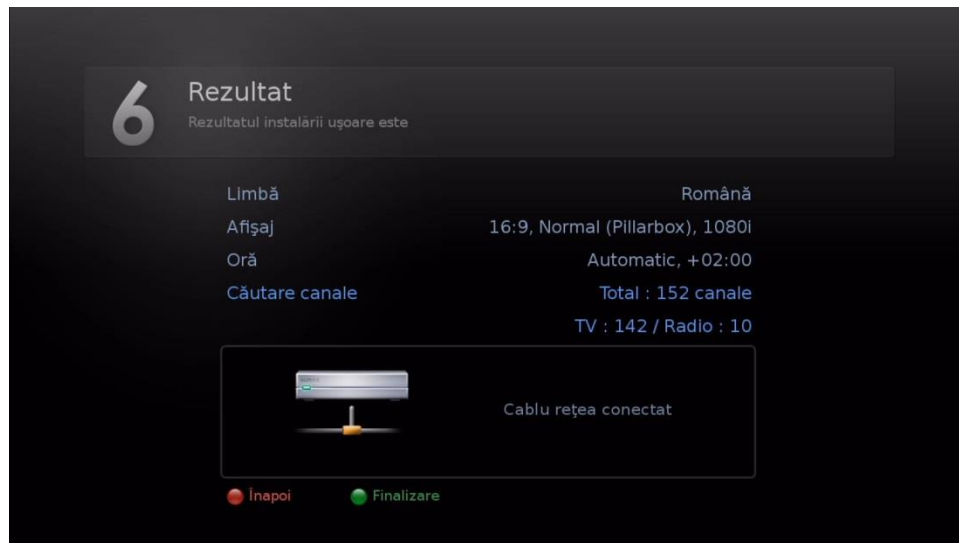 6
Rezultat
Rezultatul instalării uşoare este
Limbă Română
Afişaj 16:9, Normal (Pillarbox), 1080i
Oră Automatic, +02:00
Căutare canale Total : 152 canale
TV : 142 / Radio : 10
Cablu reţea conectat
Înapoi Finalizare